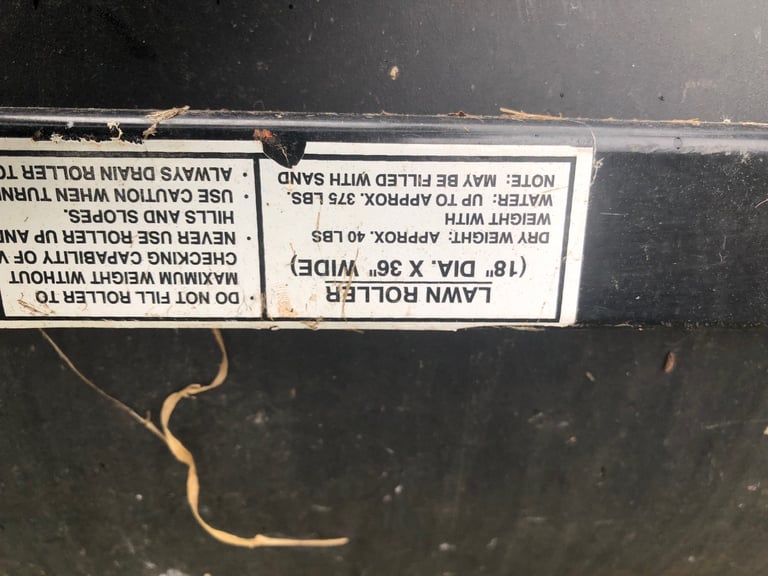 LAWN ROLLER
(18" DIA. X 36" WIDE)
DRY WEIGHT: APPROX. 40 LBS
WEIGHT WITH
WATER: UP TO APPROX. 375 LBS.
NOTE: MAY BE FILLED WITH SAND
• DO NOT FILL ROLLER TO
MAXIMUM WEIGHT WITHOUT
CHECKING CAPABILITY OF
• NEVER USE ROLLER UP AND
HILLS AND SLOPES.
• USE CAUTION WHEN
• ALWAYS DRAIN ROLLER